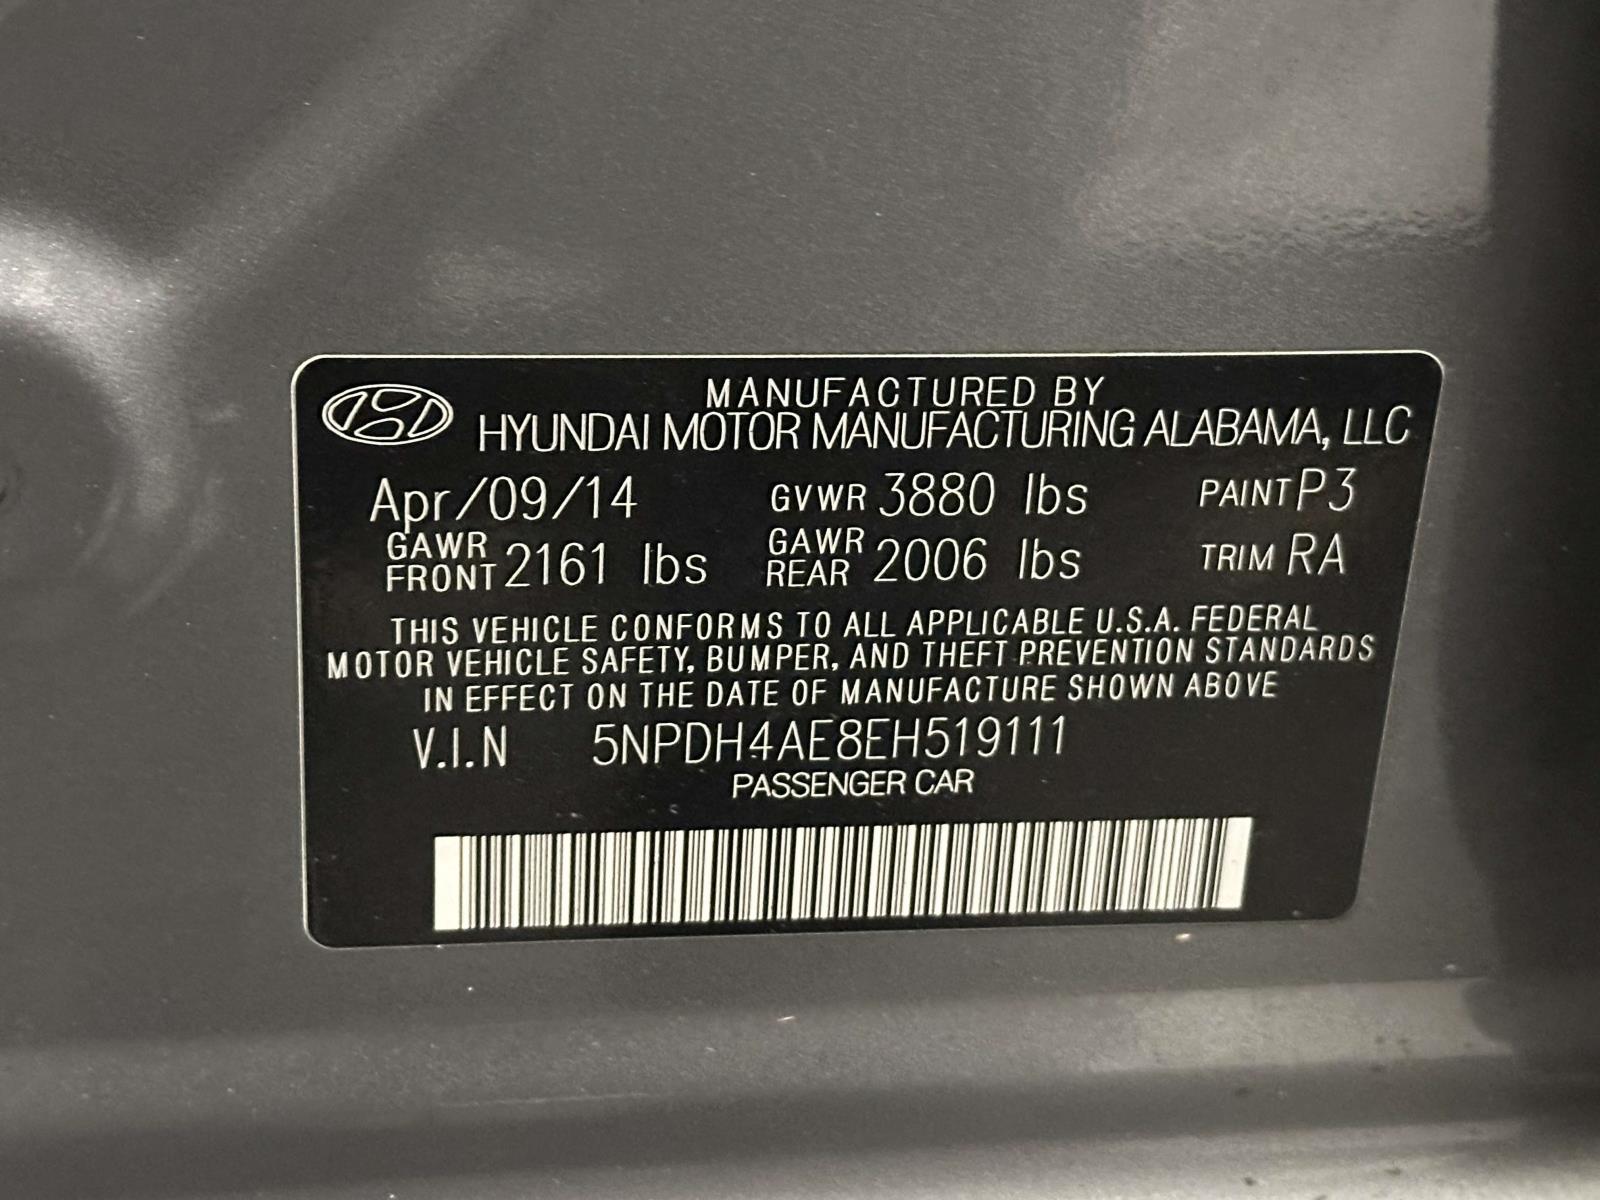 MANUFACTURED BY
HYUNDAI MOTOR MANUFACTURING ALABAMA, LLC
Apr/09/14 GVWR 3880 lbs PAINT P3
GAWR FRONT 2161 lbs GAWR REAR 2006 lbs TRIM RA
THIS VEHICLE CONFORMS TO ALL APPLICABLE U.S.A. FEDERAL
MOTOR VEHICLE SAFETY, BUMPER, AND THEFT PREVENTION STANDARDS
IN EFFECT ON THE DATE OF MANUFACTURE SHOWN ABOVE
V.I.N 5NPDH4AE8EH519111
PASSENGER CAR